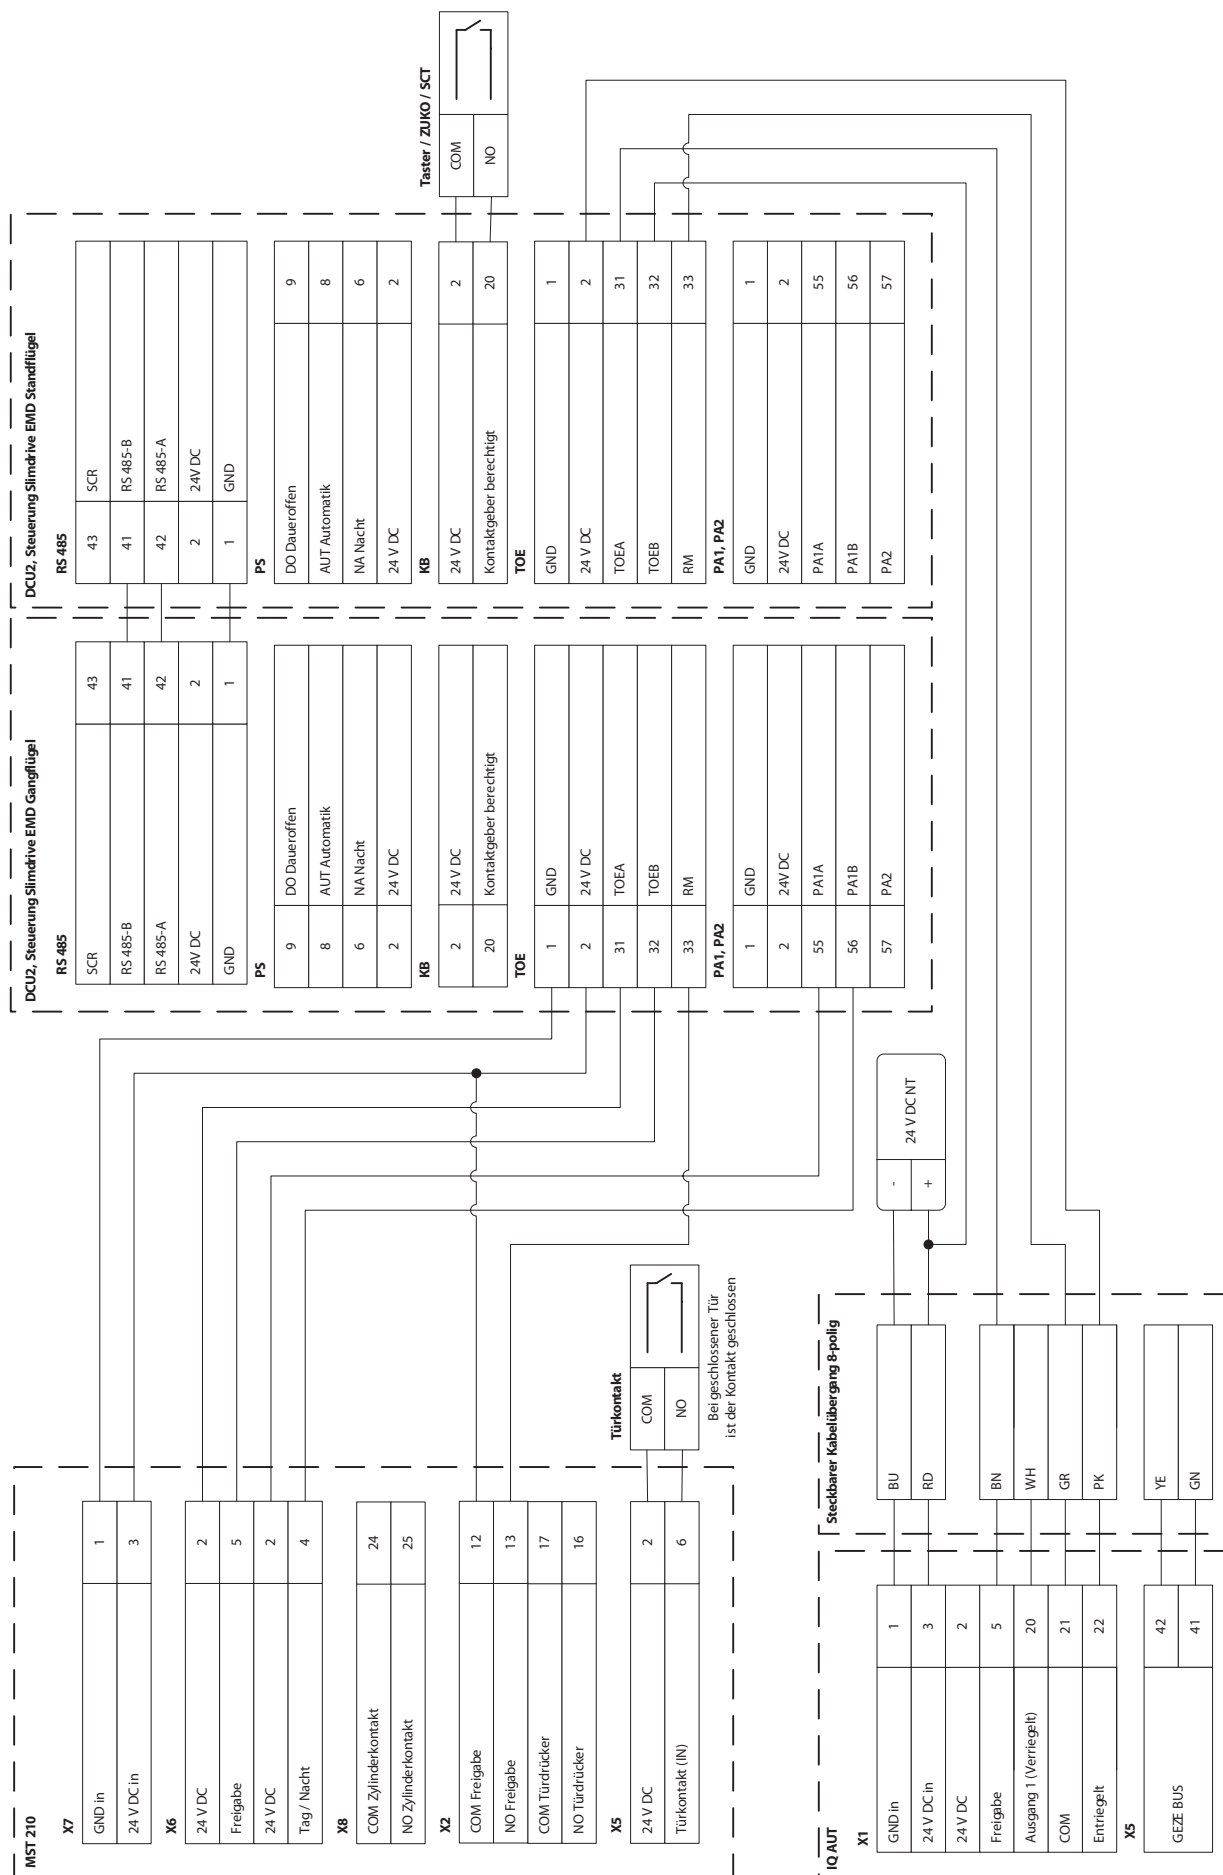 MST 210
X7
GND in 1
24 V DC in 3
X6
24 V DC 2
Freigabe 5
24 V DC 2
Tag / Nacht 4
X8
COM Zylinderkontakt 24
NO Zylinderkontakt 25
X2
COM Freigabe 12
NO Freigabe 13
COM Türdrücker 17
NO Türdrücker 16
X5
24 V DC 2
Türkontakt (IN) 6
Türkontakt
COM
NO
Bei geschlossener Tür
ist der Kontakt geschlossen
DCU2, Steuerung Slimdrive EMD Gangflügel
RS 485
SCR 43
RS 485-B 41
RS 485-A 42
24V DC 2
GND 1
PS
9 DO Daueroffen
8 AUT Automatik
6 NA Nacht
2 24 V DC
KB
2 24 V DC
20 Kontaktgeber berechtigt
TOE
1 GND
2 24 V DC
31 TOEA
32 TOEB
33 RM
PA1, PA2
1 GND
2 24V DC
55 PA1A
56 PA1B
57 PA2
DCU2, Steuerung Slimdrive EMD Standflügel
RS 485
43 SCR
41 RS 485-B
42 RS 485-A
2 24V DC
1 GND
PS
DO Daueroffen 9
AUT Automatik 8
NA Nacht 6
24 V DC 2
KB
24 V DC 2
Kontaktgeber berechtigt 20
TOE
GND 1
24 V DC 2
TOEA 31
TOEB 32
RM 33
PA1, PA2
GND 1
24V DC 2
PA1A 55
PA1B 56
PA2 57
Taster / ZUKO / SCT
COM
NO
IQ AUT
X1
GND in 1
24 V DC in 3
24 V DC 2
Freigabe 5
Ausgang 1 (Verriegelt) 20
COM 21
Entriegelt 22
X5
GEZE BUS
42
41
Steckbarer Kabelübergang 8-polig
BU
RD
BN
WH
GR
PK
YE
GN
-
+
24 V DC NT